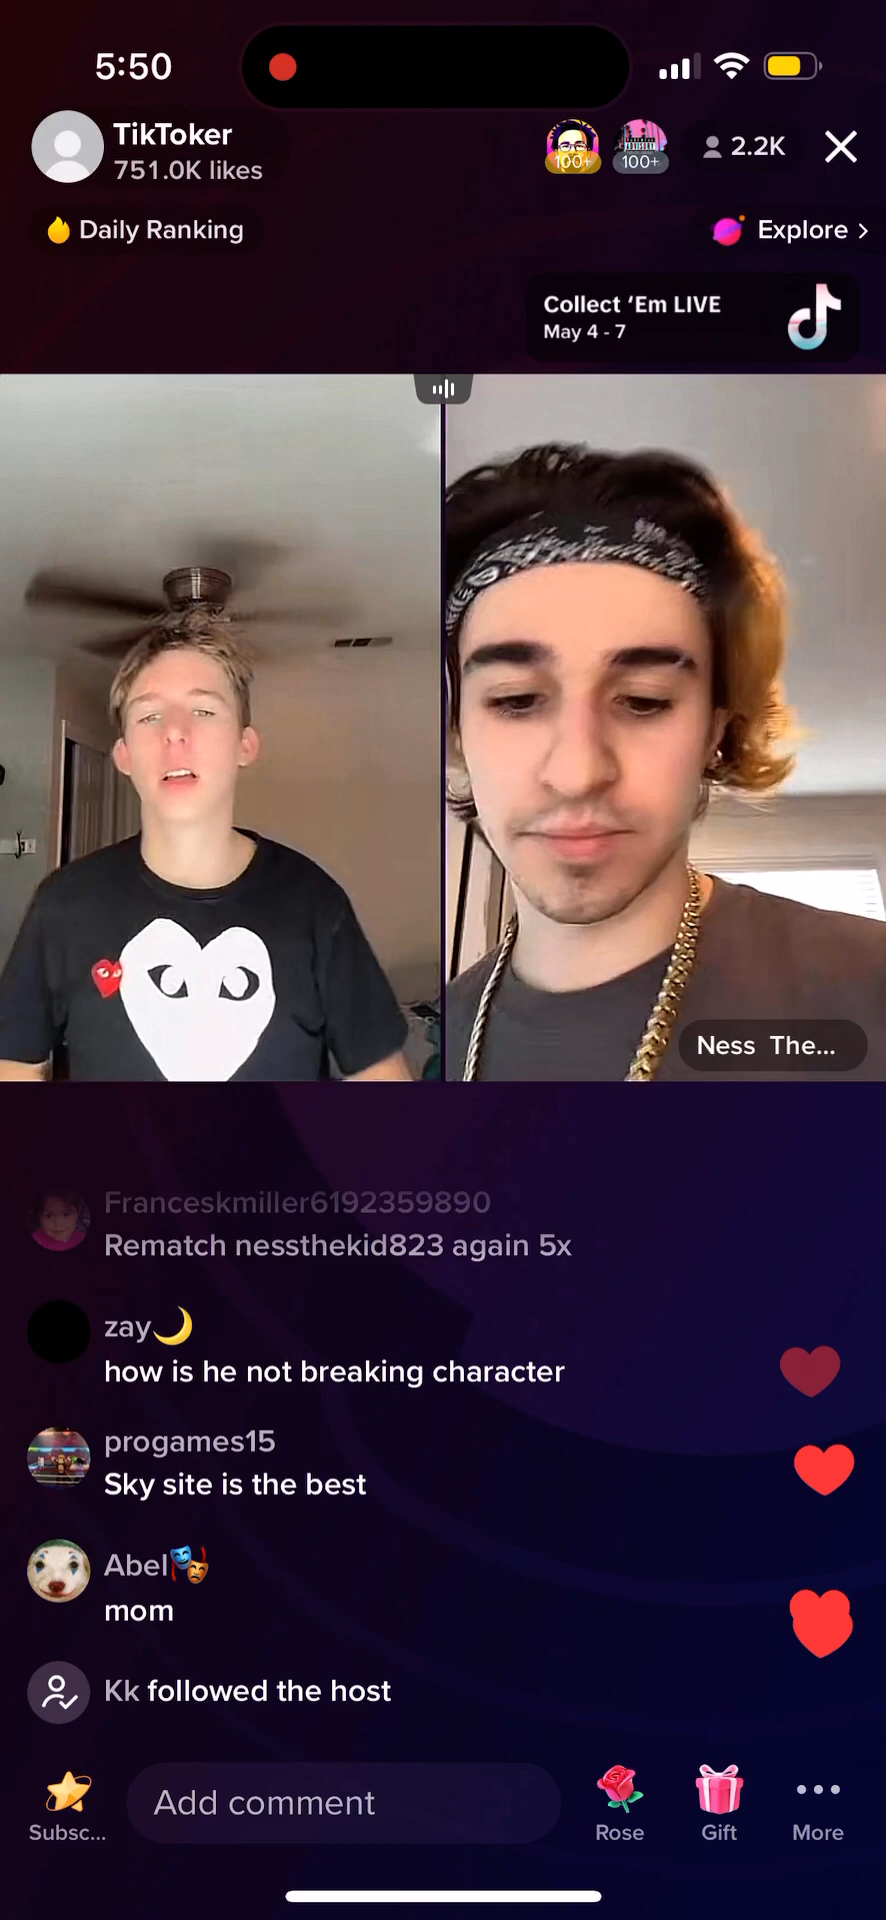 5:50
TikToker
751.0K likes
100+
100+
2.2K
Daily Ranking
Explore >
Collect ‘Em LIVE
May 4 - 7
Ness The...
Franceskmiller6192359890
Rematch nessthekid823 again 5x
zay🌙
how is he not breaking character
progames15
Sky site is the best
Abel🎭
mom
Kk followed the host
Subsc...
Add comment
Rose
Gift
More